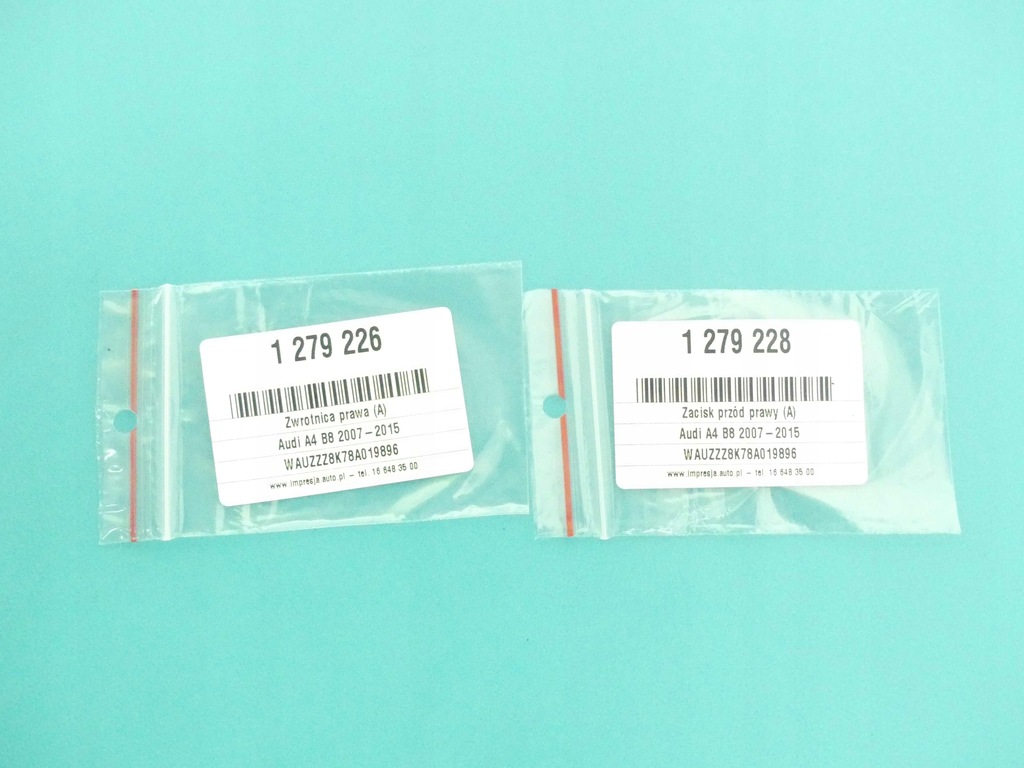 1 279 226
Zwrotnica prawa (A)
Audi A4 B8 2007-2015
WAUZZZ8K78A019896
www.impresja.auto.pl - tel. 16 648 35 00
1 279 228
Zacisk przód prawy (A)
Audi A4 B8 2007-2015
WAUZZZ8K78A019896
www.impresja.auto.pl - tel. 16 648 35 00